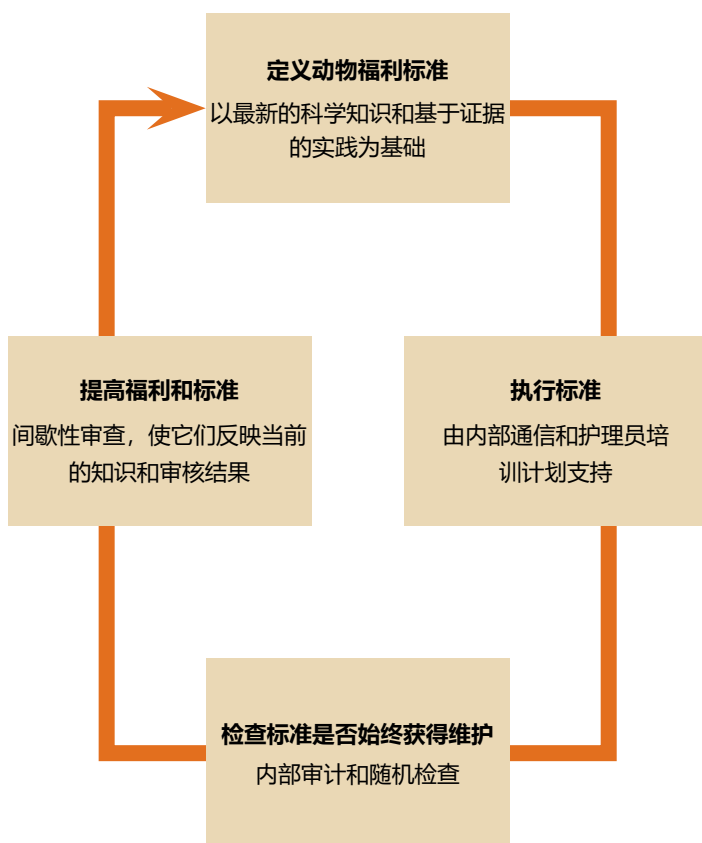 定义动物福利标准
以最新的科学知识和基于证据
的实践为基础
提高福利和标准
间歇性审查，使它们反映当前
的知识和审核结果
执行标准
由内部通信和护理员培
训计划支持
检查标准是否始终获得维护
内部审计和随机检查